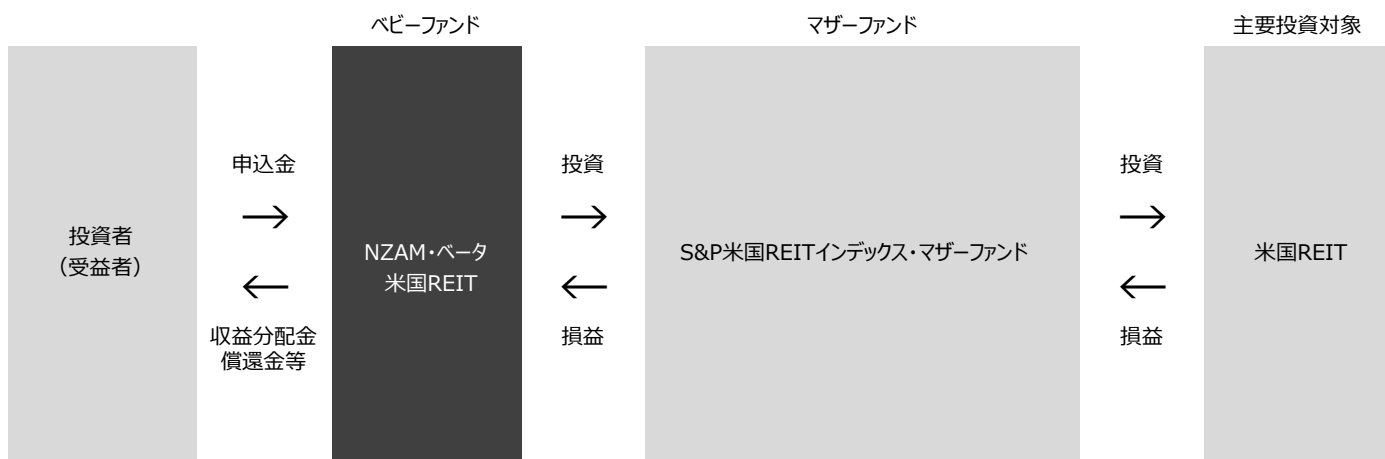 ベビーファンド
マザーファンド
主要投資対象
投資者
（受益者）
申込金
→
←
収益分配金
償還金等
NZAM・ベータ
米国REIT
投資
→
←
損益
S&P米国REITインデックス・マザーファンド
投資
→
←
損益
米国REIT